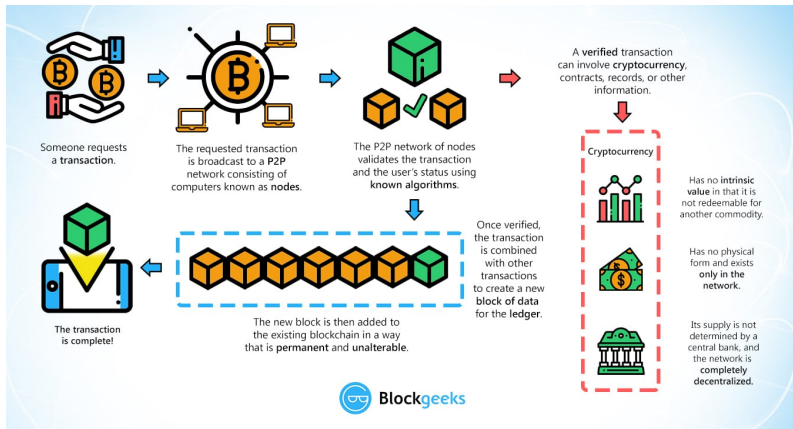 Someone requests
a transaction.
The requested transaction
is broadcast to a P2P
network consisting of
computers known as nodes.
The P2P network of nodes
validates the transaction
and the user's status using
known algorithms.
A verified transaction
can involve cryptocurrency,
contracts, records, or other
information.
Cryptocurrency
Has no intrinsic
value in that it is
not redeemable for
another commodity.
Has no physical
form and exists
only in the
network.
Its supply is not
determined by a
central bank, and
the network is
completely
decentralized.
Once verified,
the transaction
is combined
with other
transactions
to create a new
block of data
for the ledger.
The new block is then added to
the existing blockchain in a way
that is permanent and unalterable.
The transaction
is complete!
Blockgeeks